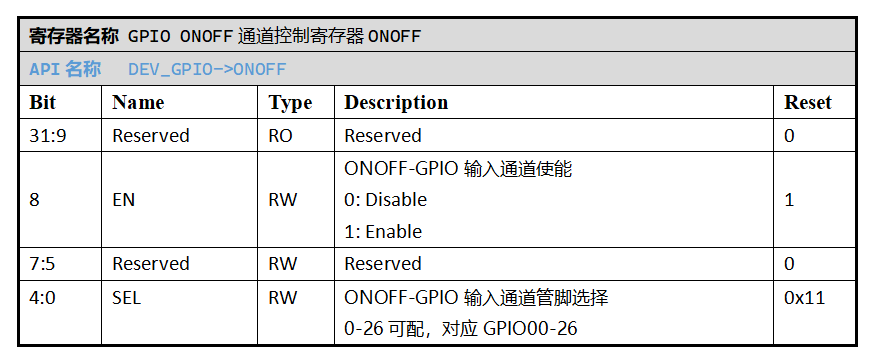 寄存器名称 GPIO ONOFF 通道控制寄存器 ONOFF
API 名称 DEV_GPIO->ONOFF
Bit Name Type Description Reset
31:9 Reserved RO Reserved 0
ONOFF-GPIO 输入通道使能
0: Disable
8 EN RW 1
1: Enable
7:5 Reserved RW Reserved 0
4:0 SEL RW ONOFF-GPIO 输入通道管脚选择 0x11
0-26 可配，对应 GPIO00-26